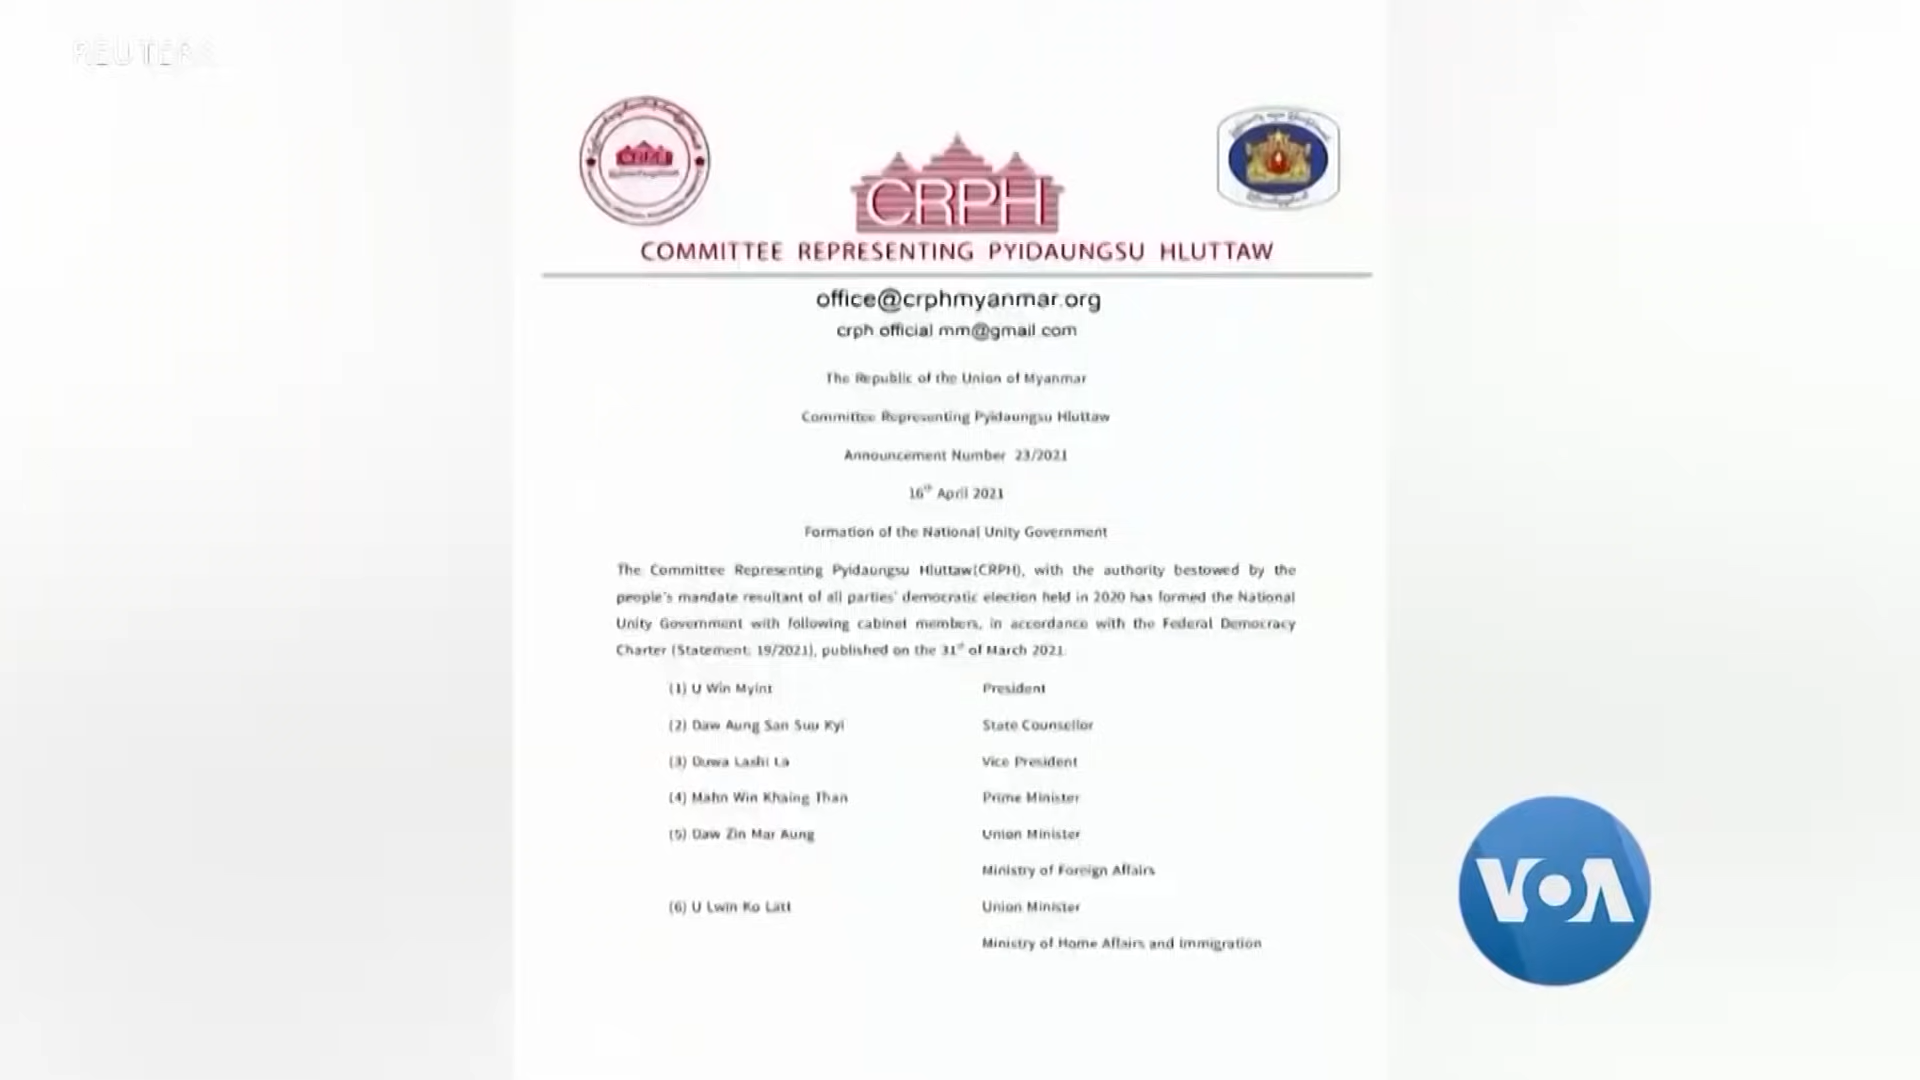 REUTERS
CRPH
CRPH
COMMITTEE REPRESENTING PYIDAUNGSU HLUTTAW
office@crphmyanmar.org
crph official mm@gmail com
The Republic of the Union of Myanmar
Committee Representing Pyidaungsu Hluttaw
Announcement Number 23/2021
16th April 2021
Formation of the National Unity Government
The Committee Representing Pyidaungsu Hluttaw(CRPH), with the authority bestowed by the
people's mandate resultant of all parties' democratic election held in 2020 has formed the National
Unity Government with following cabinet members, in accordance with the Federal Democracy
Charter (Statement: 19/2021), published on the 31st of March 2021.
(1) U Win Myint President
(2) Daw Aung San Suu Kyi State Counsellor
(3) Duwa Lashi La Vice President
(4) Mahn Win Khaing Than Prime Minister
(5) Daw Zin Mar Aung Union Minister
Ministry of Foreign Affairs
(6) U Lwin Ko Latt Union Minister
Ministry of Home Affairs and Immigration
VOA